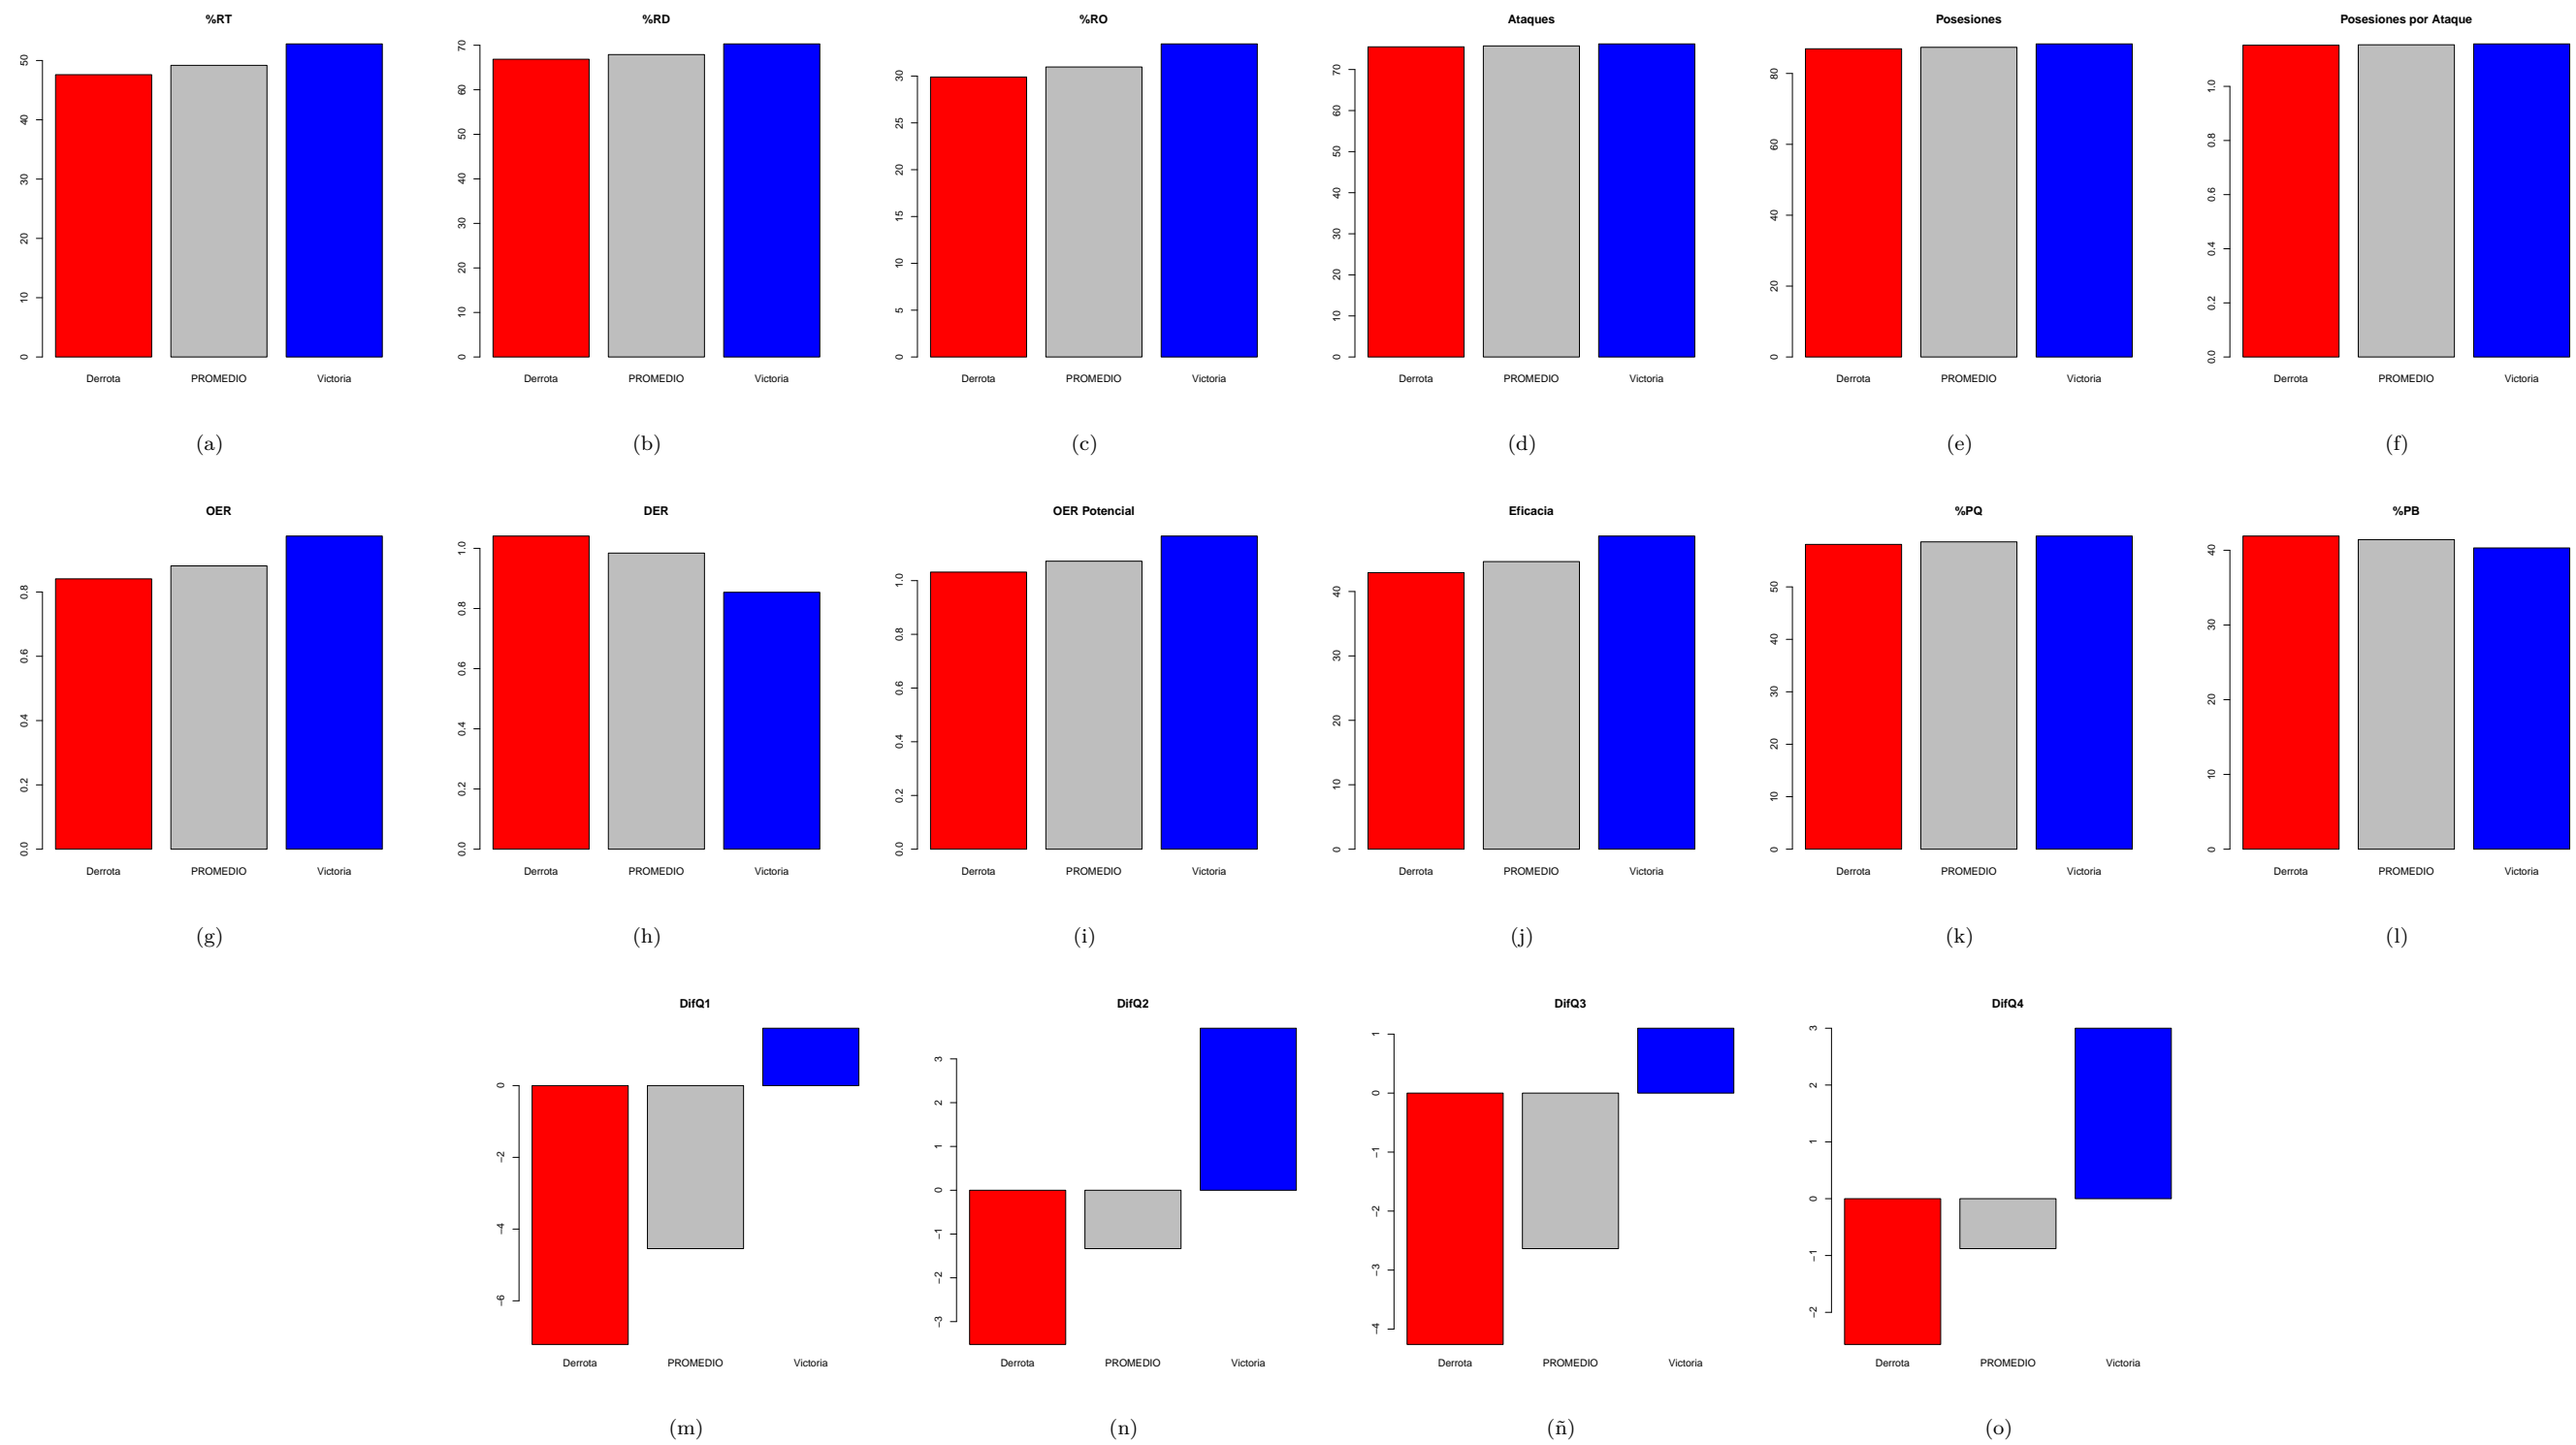 %RT
50
40
30
20
10
0
Derrota PROMEDIO Victoria
(a)
%RD
70
60
50
40
30
20
10
0
Derrota PROMEDIO Victoria
(b)
%RO
30
25
20
15
10
5
0
Derrota PROMEDIO Victoria
(c)
Ataques
70
60
50
40
30
20
10
0
Derrota PROMEDIO Victoria
(d)
Posesiones
80
60
40
20
0
Derrota PROMEDIO Victoria
(e)
Posesiones por Ataque
1.0
0.8
0.6
0.4
0.2
0.0
Derrota PROMEDIO Victoria
(f)
OER
0.8
0.6
0.4
0.2
0.0
Derrota PROMEDIO Victoria
(g)
DER
1.0
0.8
0.6
0.4
0.2
0.0
Derrota PROMEDIO Victoria
(h)
OER Potencial
1.0
0.8
0.6
0.4
0.2
0.0
Derrota PROMEDIO Victoria
(i)
Eficacia
40
30
20
10
0
Derrota PROMEDIO Victoria
(j)
%PQ
50
40
30
20
10
0
Derrota PROMEDIO Victoria
(k)
%PB
40
30
20
10
0
Derrota PROMEDIO Victoria
(l)
DifQ1
0
−2
−4
−6
Derrota PROMEDIO Victoria
(m)
DifQ2
3
2
1
0
−1
−2
−3
Derrota PROMEDIO Victoria
(n)
DifQ3
1
0
−1
−2
−3
−4
Derrota PROMEDIO Victoria
(ñ)
DifQ4
3
2
1
0
−1
−2
Derrota PROMEDIO Victoria
(o)